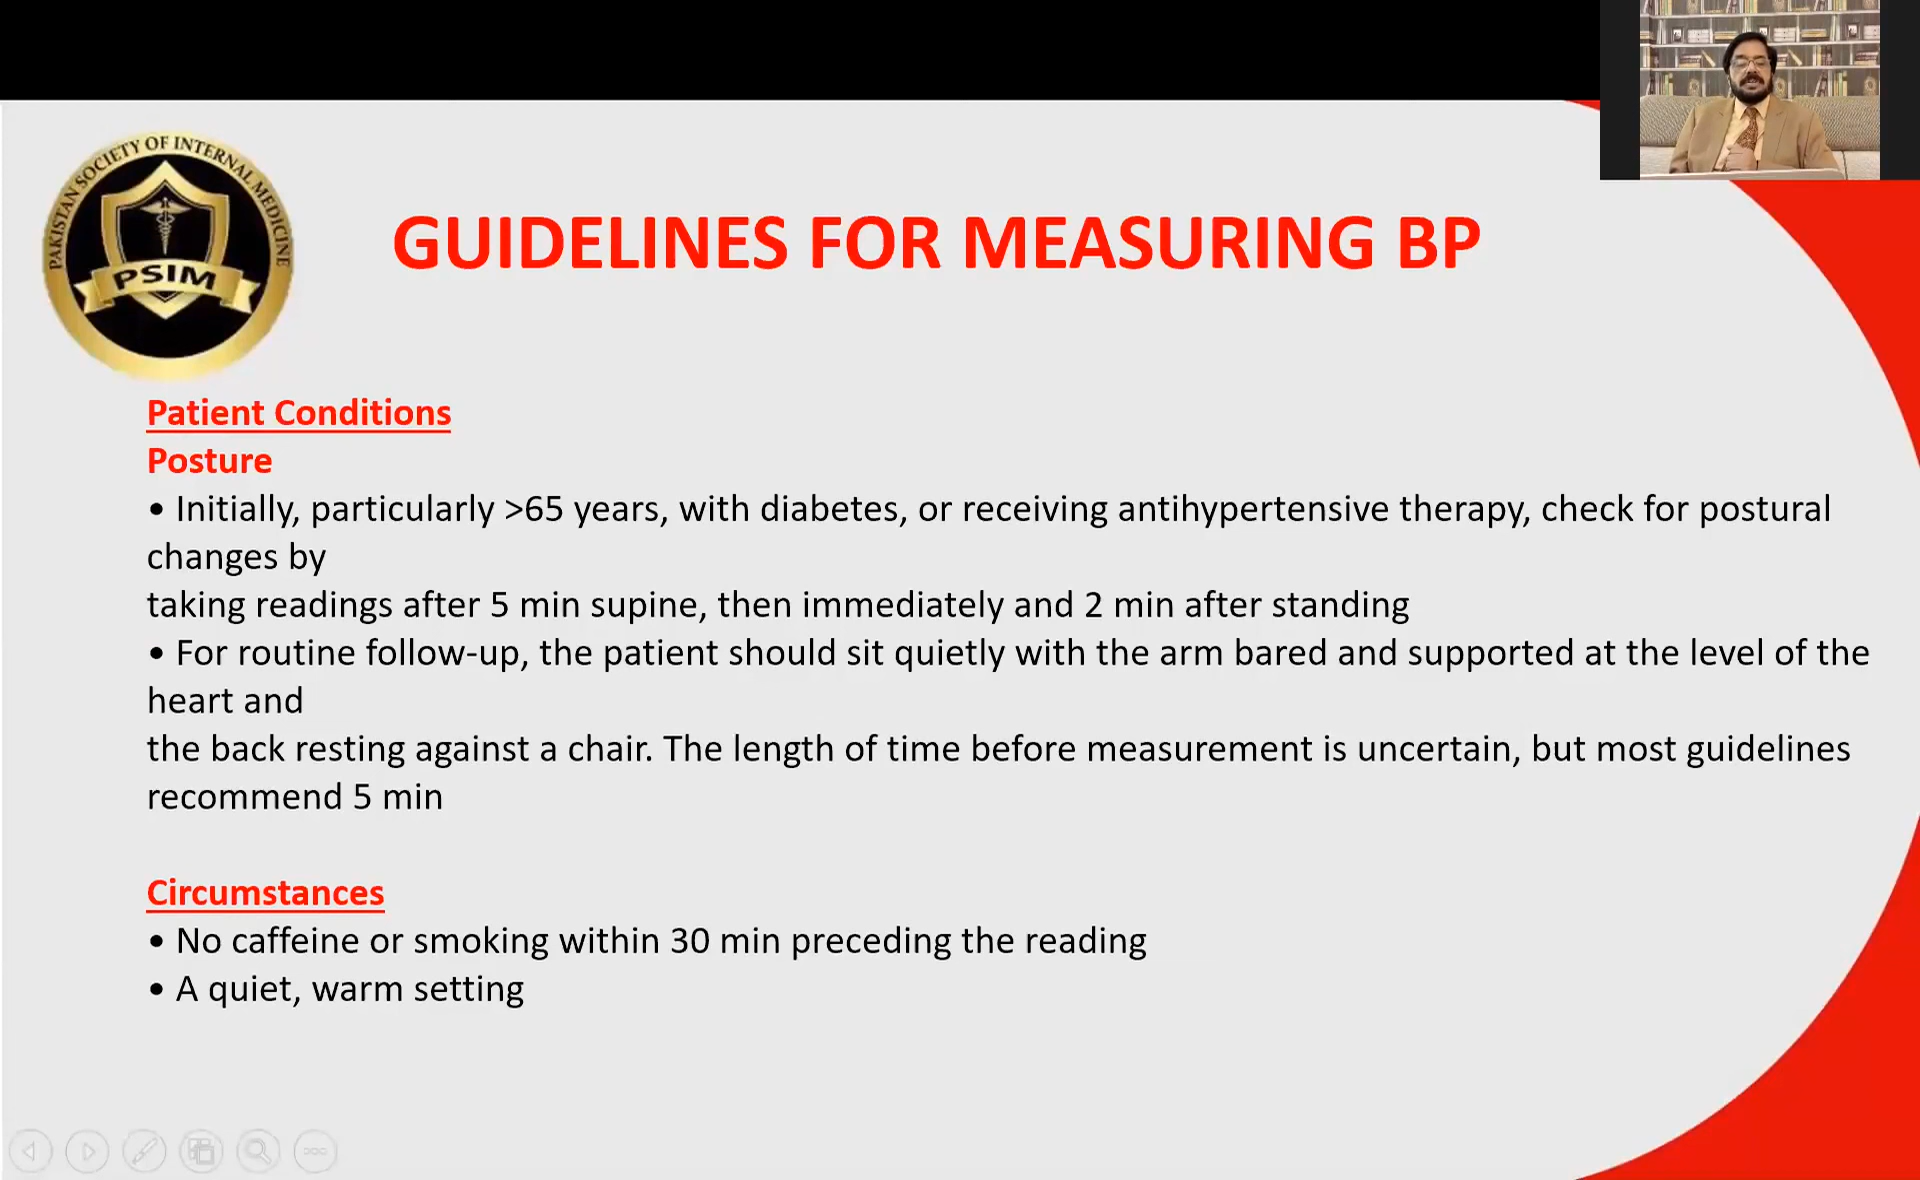 PAKISTAN SOCIETY OF INTERNAL MEDICINE
PSIM
GUIDELINES FOR MEASURING BP
Patient Conditions
Posture
• Initially, particularly >65 years, with diabetes, or receiving antihypertensive therapy, check for postural
changes by
taking readings after 5 min supine, then immediately and 2 min after standing
• For routine follow-up, the patient should sit quietly with the arm bared and supported at the level of the
heart and
the back resting against a chair. The length of time before measurement is uncertain, but most guidelines
recommend 5 min
Circumstances
• No caffeine or smoking within 30 min preceding the reading
• A quiet, warm setting